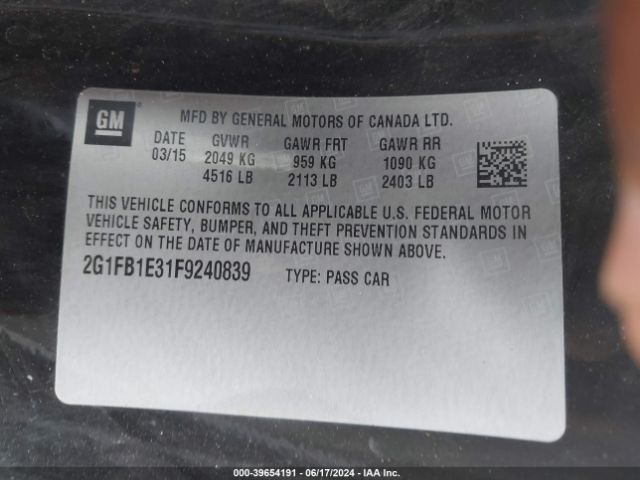 GM
MFD BY GENERAL MOTORS OF CANADA LTD.
DATE GVWR GAWR FRT GAWR RR
03/15 2049 KG 959 KG 1090 KG
4516 LB 2113 LB 2403 LB
THIS VEHICLE CONFORMS TO ALL APPLICABLE U.S. FEDERAL MOTOR
VEHICLE SAFETY, BUMPER, AND THEFT PREVENTION STANDARDS IN
EFFECT ON THE DATE OF MANUFACTURE SHOWN ABOVE.
2G1FB1E31F9240839 TYPE: PASS CAR
000-39654191 - 06/17/2024 - IAA Inc.